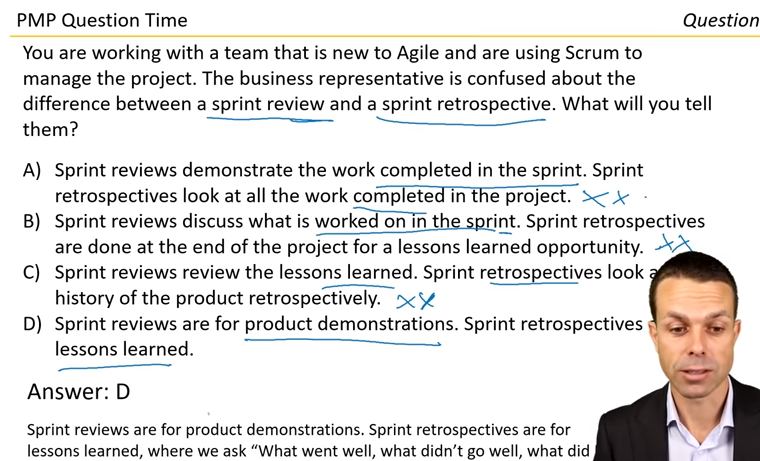 PMP Question Time
Question
You are working with a team that is new to Agile and are using Scrum to
manage the project. The business representative is confused about the
difference between a sprint review and a sprint retrospective. What will you tell
them?
A) Sprint reviews demonstrate the work completed in the sprint. Sprint
retrospectives look at all the work completed in the project.
B) Sprint reviews discuss what is worked on in the sprint. Sprint retrospectives
are done at the end of the project for a lessons learned opportunity.
C) Sprint reviews review the lessons learned. Sprint retrospectives look
history of the product retrospectively.
D) Sprint reviews are for product demonstrations. Sprint retrospectives
lessons learned.
Answer: D
Sprint reviews are for product demonstrations. Sprint retrospectives are for
lessons learned, where we ask “What went well, what didn’t go well, what did